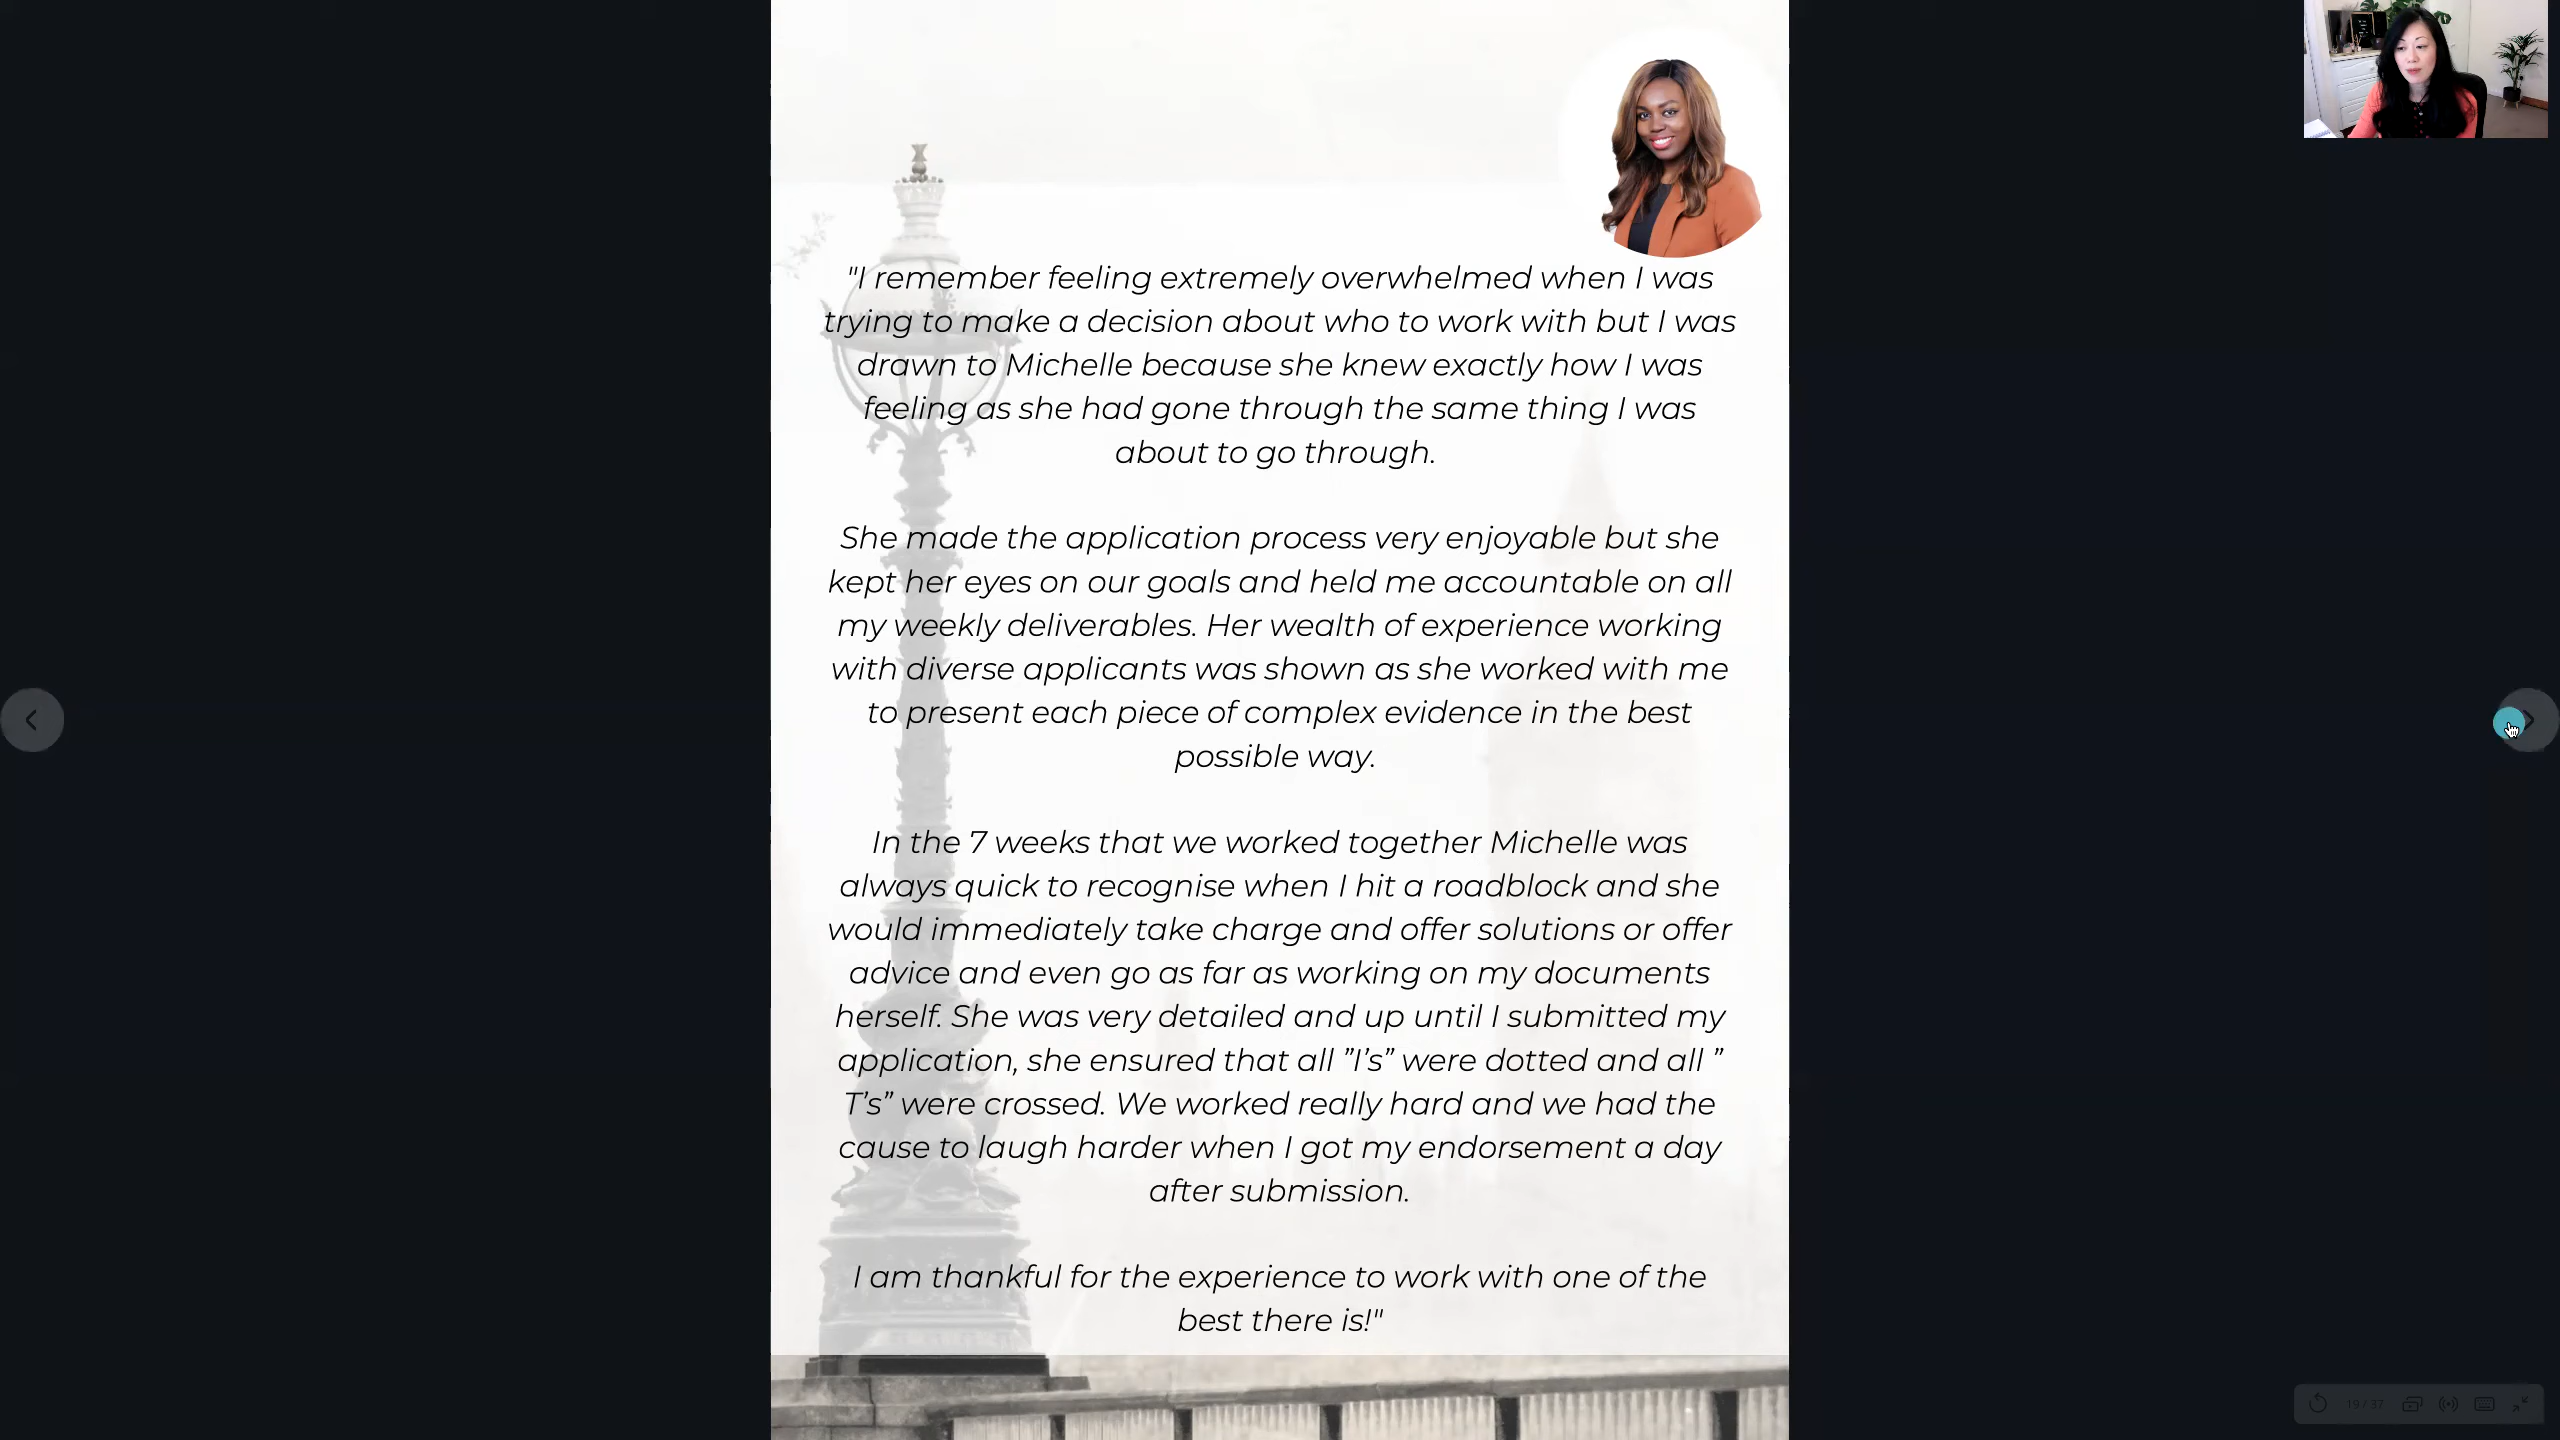 "I remember feeling extremely overwhelmed when I was
trying to make a decision about who to work with but I was
drawn to Michelle because she knew exactly how I was
feeling as she had gone through the same thing I was
about to go through.
She made the application process very enjoyable but she
kept her eyes on our goals and held me accountable on all
my weekly deliverables. Her wealth of experience working
with diverse applicants was shown as she worked with me
to present each piece of complex evidence in the best
possible way.
In the 7 weeks that we worked together Michelle was
always quick to recognise when I hit a roadblock and she
would immediately take charge and offer solutions or offer
advice and even go as far as working on my documents
herself. She was very detailed and up until I submitted my
application, she ensured that all ”I’s” were dotted and all ”
T’s” were crossed. We worked really hard and we had the
cause to laugh harder when I got my endorsement a day
after submission.
I am thankful for the experience to work with one of the
best there is!"
19 / 37